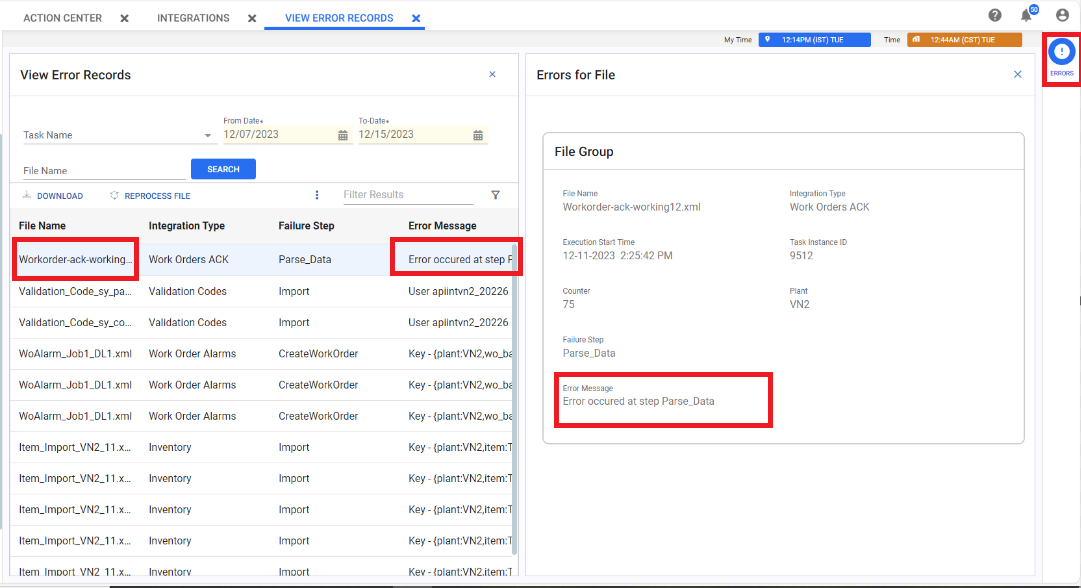 ACTION CENTER
INTEGRATIONS
VIEW ERROR RECORDS
50
My Time
12:14PM (IST) TUE
Time
12:44AM (CST) TUE
ERRORS
View Error Records
Task Name
From Date*
12/07/2023
To-Date*
12/15/2023
File Name
SEARCH
DOWNLOAD
REPROCESS FILE
Filter Results
File Name Integration Type Failure Step Error Message
Workorder-ack-working... Work Orders ACK Parse_Data Error occured at step P
Validation_Code_sy_pa... Validation Codes Import User apiintvn2_20226
Validation_Code_sy_co... Validation Codes Import User apiintvn2_20226
WoAlarm_Job1_DL1.xml Work Order Alarms CreateWorkOrder Key - {plant:VN2,wo_ba
WoAlarm_Job1_DL1.xml Work Order Alarms CreateWorkOrder Key - {plant:VN2,wo_ba
WoAlarm_Job1_DL1.xml Work Order Alarms CreateWorkOrder Key - {plant:VN2,wo_ba
Item_Import_VN2_11.x... Inventory Import Key - {plant:VN2,item:T
Item_Import_VN2_11.x... Inventory Import Key - {plant:VN2,item:T
Item_Import_VN2_11.x... Inventory Import Key - {plant:VN2,item:T
Item_Import_VN2_11.x... Inventory Import Key - {plant:VN2,item:T
Item_Import_VN2_11.x... Inventory Import Key - {plant:VN2,item:T
Errors for File
File Group
File Name
Workorder-ack-working12.xml
Integration Type
Work Orders ACK
Execution Start Time
12-11-2023 2:25:42 PM
Task Instance ID
9512
Counter
75
Plant
VN2
Failure Step
Parse_Data
Error Message
Error occured at step Parse_Data